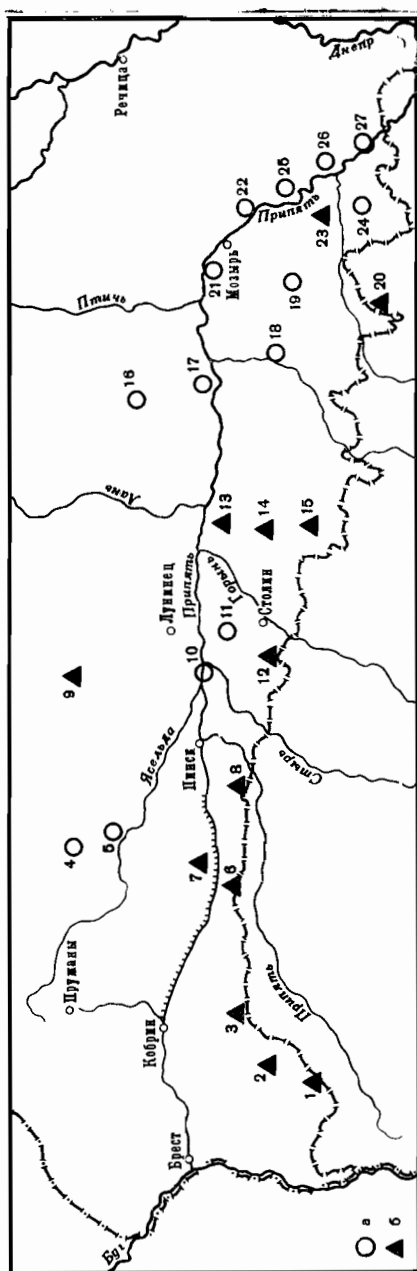 Речица
Птичь
Лань
16
9
4
Пружаны
5
Ясельда
Лунинец
Кобрин
Брест
Буг
Пинск
7
10
Припять
17
21
Мозырь
22
Днепр
13
11
Горынь
8
6
3
2
1
Припять
Стырь
12
Столин
14
15
18
19
25
Припять
23
26
27
24
20
а
б